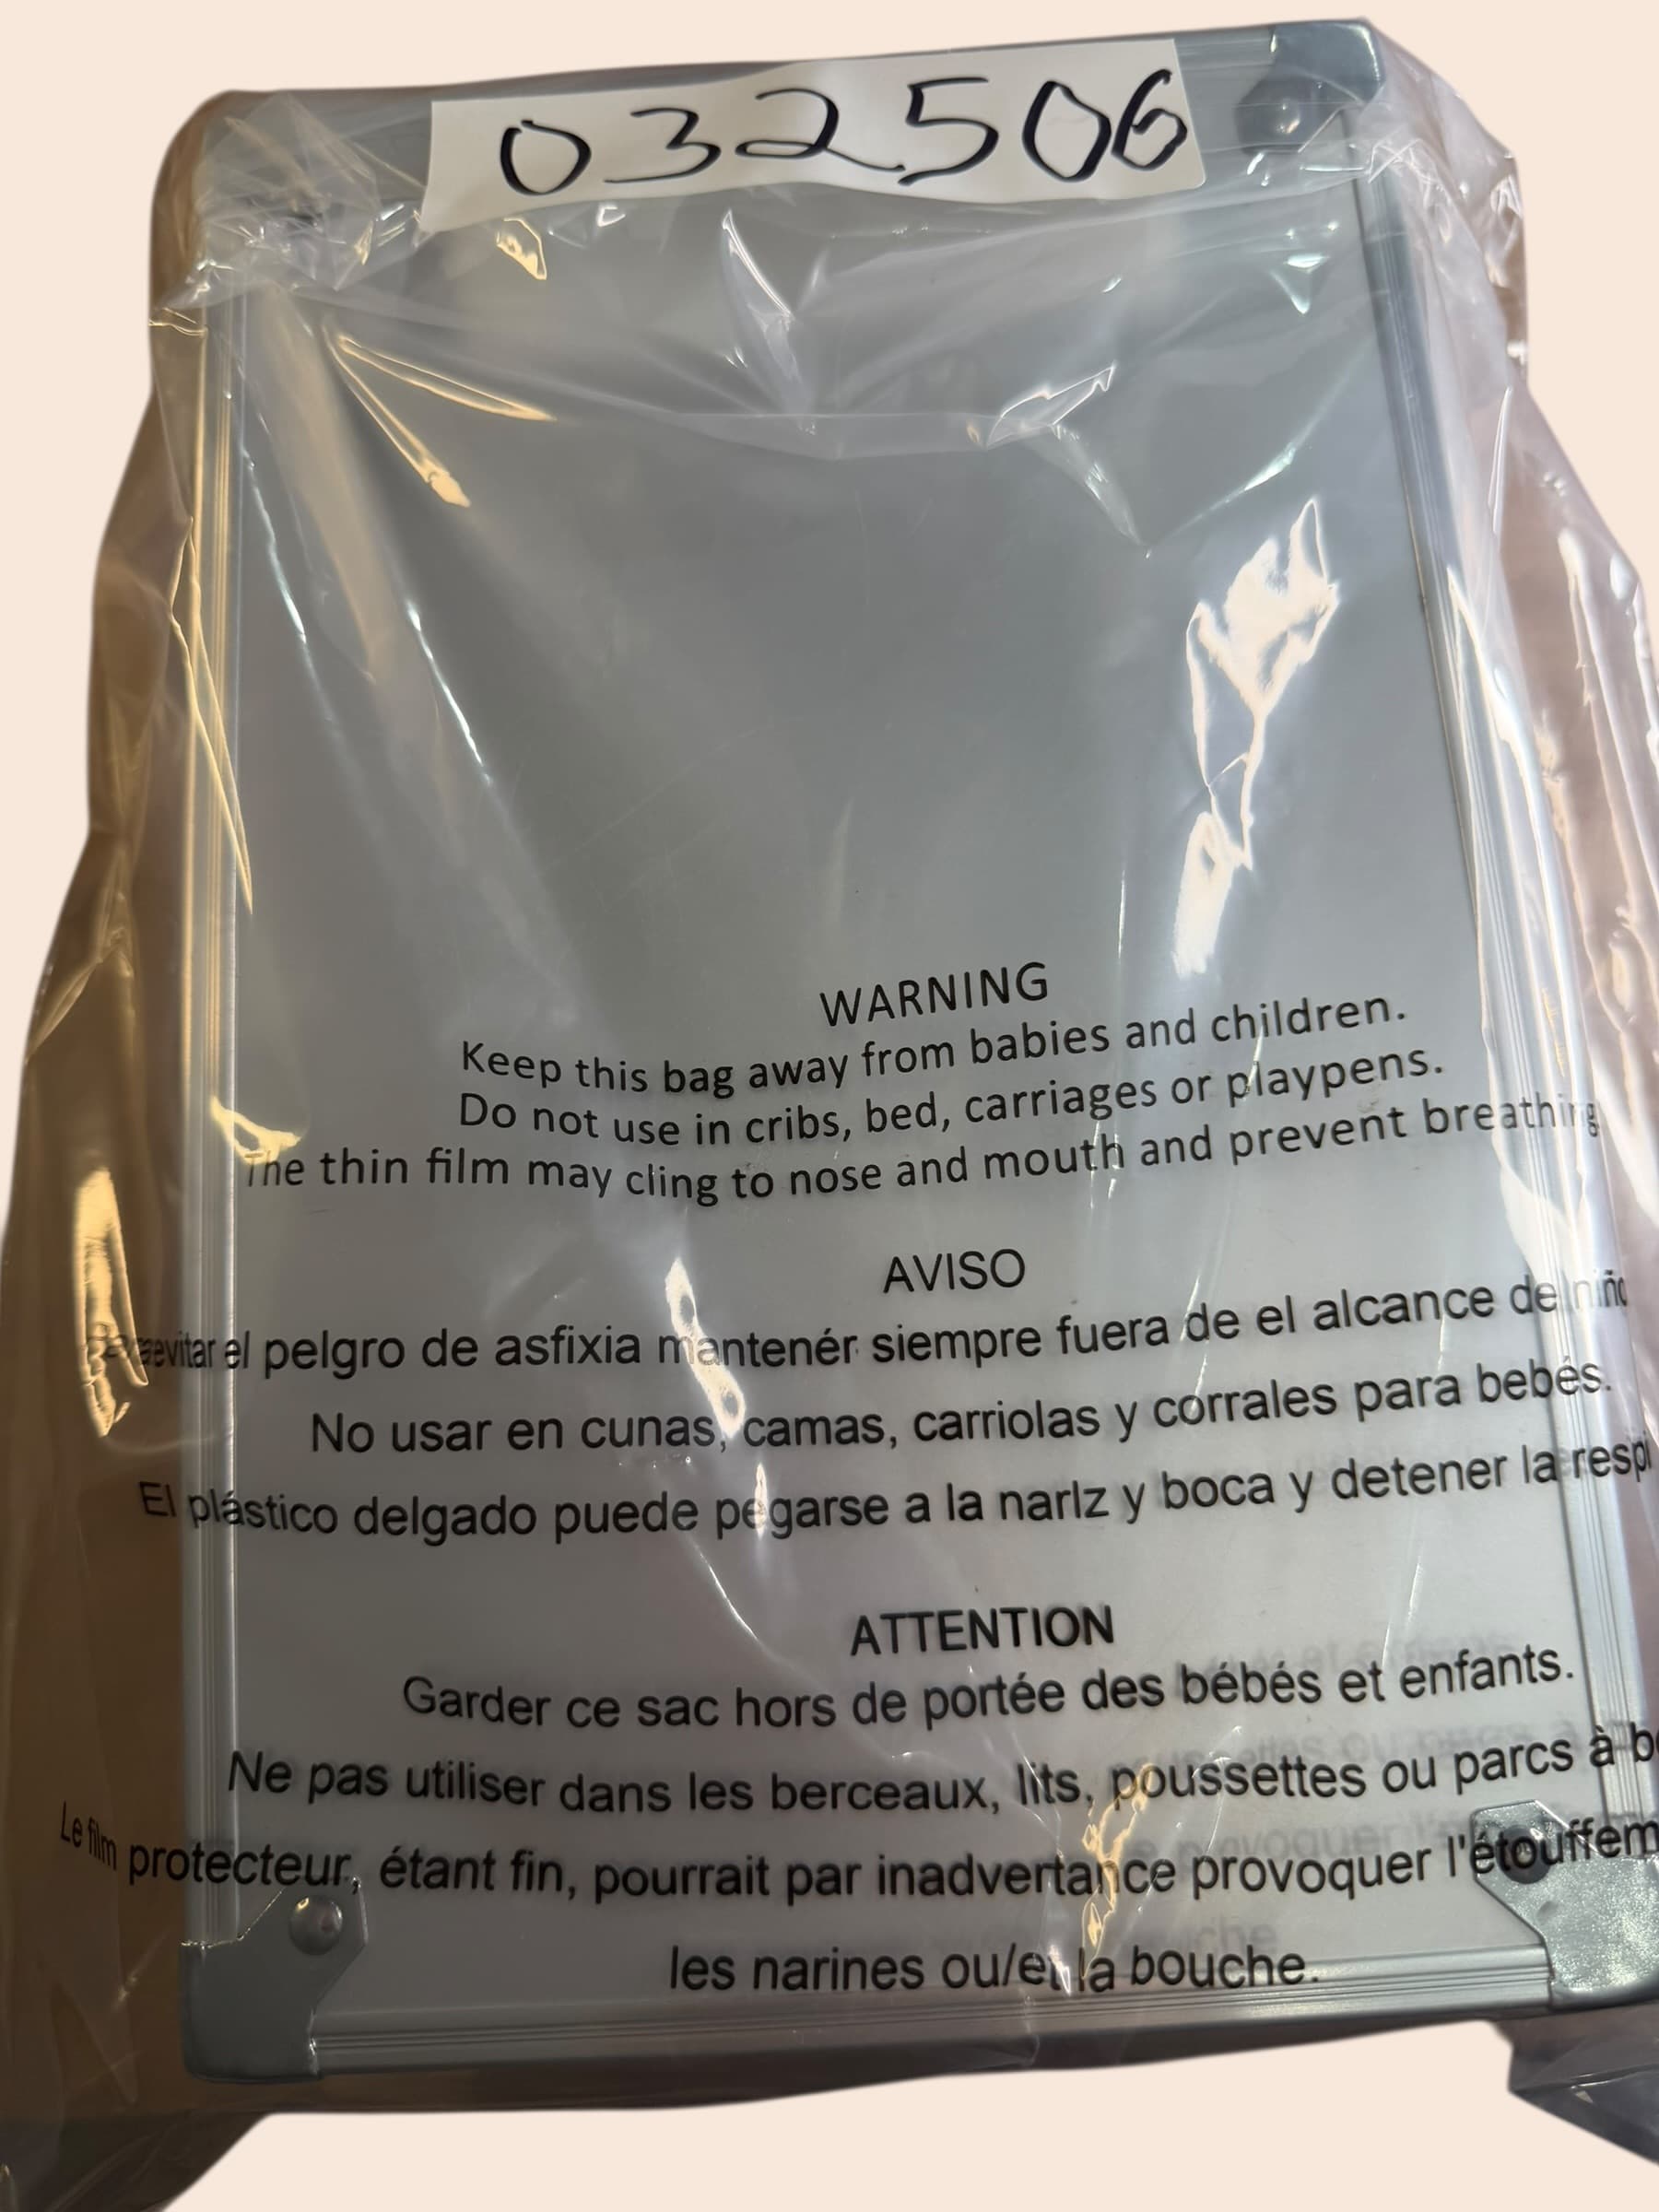 032506
WARNING
Keep this bag away from babies and children.
Do not use in cribs, bed, carriages or playpens.
The thin film may cling to nose and mouth and prevent breathing
AVISO
evitar el pelgro de asfixia mantenér siempre fuera de el alcance de
No usar en cunas, camas, carriolas y corrales para bebés.
El plástico delgado puede pegarse a la narlz y boca y detener la
ATTENTION
Garder ce sac hors de portée des bébés et enfants.
Ne pas utiliser dans les berceaux, lits, poussettes ou parcs à
Le film protecteur, étant fin, pourrait par inadvertance provoquer
les narines ou/et la bouche.